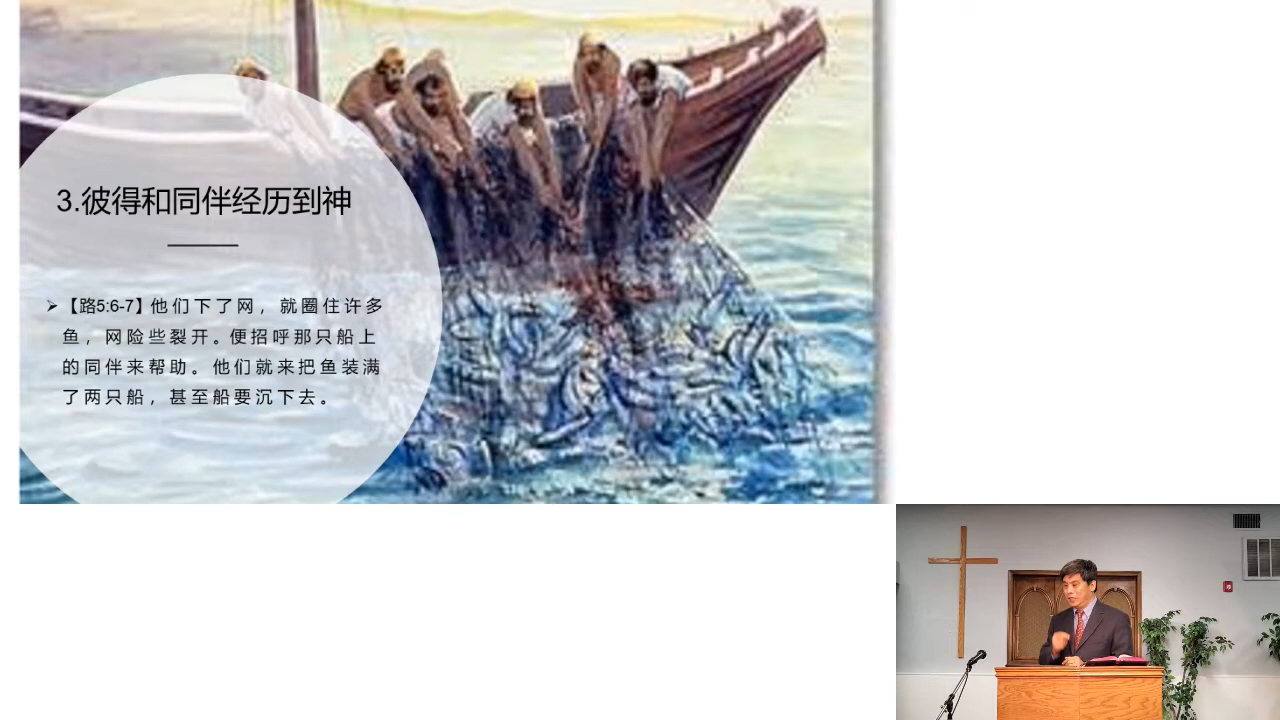 3.彼得和同伴经历到神
➢【路5:6-7】他们下了网，就圈住许多
鱼，网险些裂开。便招呼那只船上
的同伴来帮助。他们就来把鱼装满
了两只船，甚至船要沉下去。